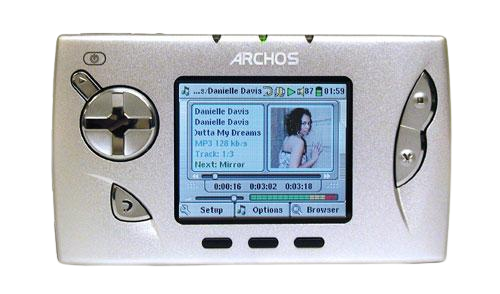 ARCHOS
...s/Danielle Davis 87 01:59
Danielle Davis
Danielle Davis
Outta My Dreams
MP3 128 kb/s
Track: 1/3
Next: Mirror
0:00:16 0:03:02 0:03:18
Setup Options Browser